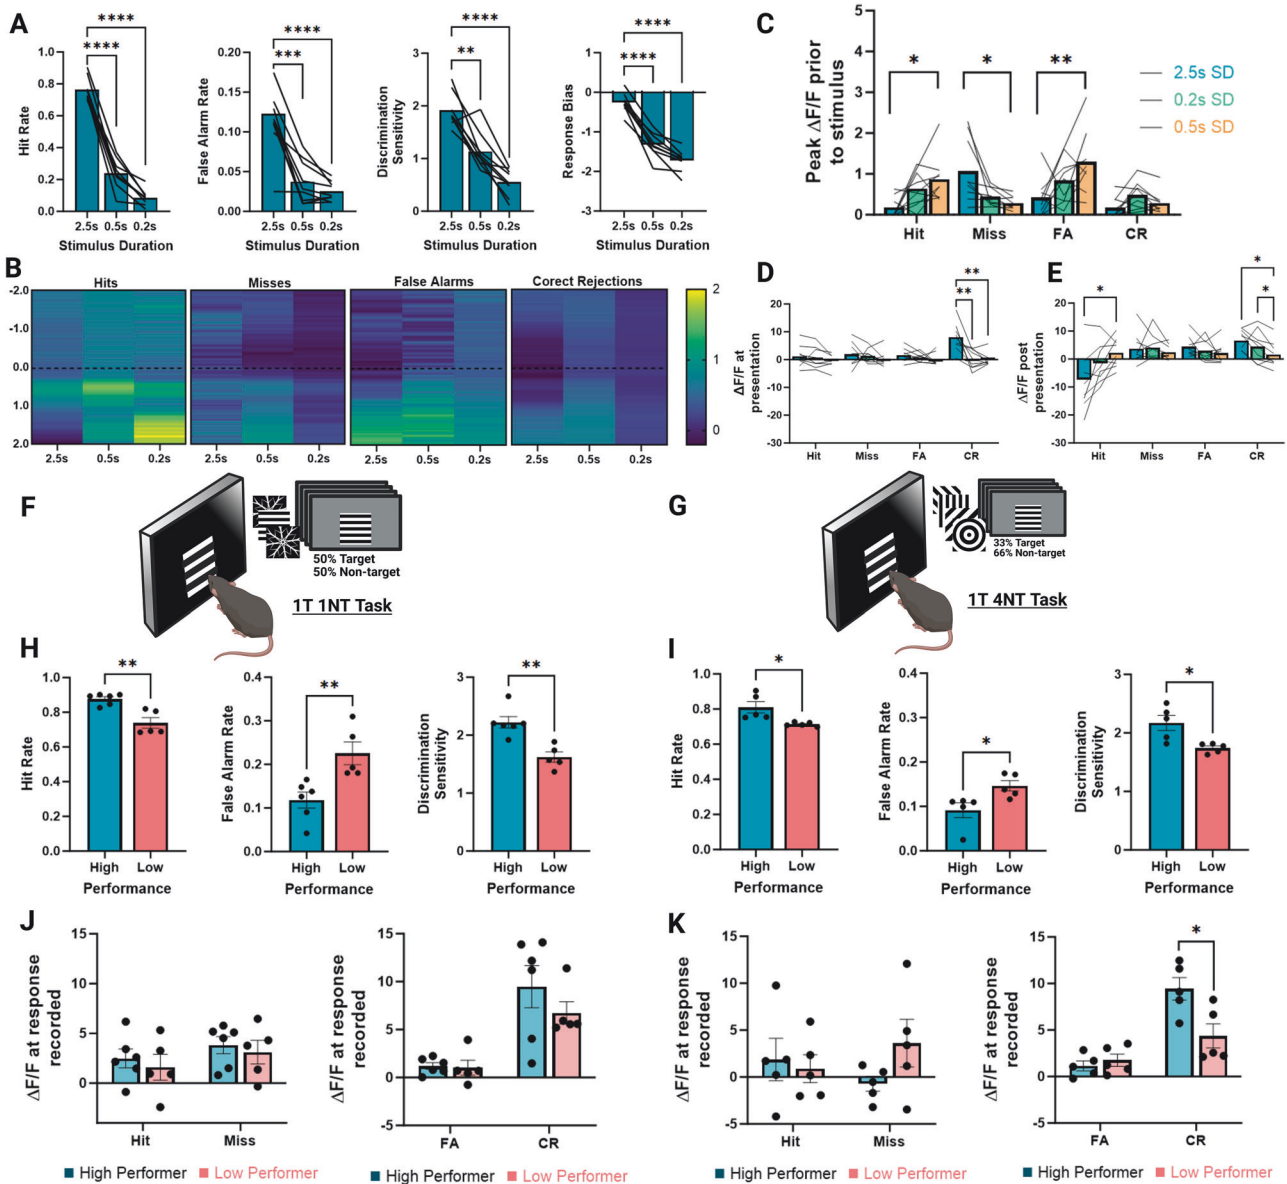 A
****
****
Hit Rate
1.0
0.8
0.6
0.4
0.2
0.0
2.5s 0.5s 0.2s
Stimulus Duration
****
***
False Alarm Rate
0.20
0.15
0.10
0.05
0.00
2.5s 0.5s 0.2s
Stimulus Duration
****
**
Discrimination
Sensitivity
3
2
1
0
2.5s 0.5s 0.2s
Stimulus Duration
****
****
Response Bias
1
0
-1
-2
-3
2.5s 0.5s 0.2s
Stimulus Duration
C
Peak ΔF/F prior
to stimulus
5
4
3
2
1
0
* * **
2.5s SD
0.2s SD
0.5s SD
Hit Miss FA CR
B
Hits Misses False Alarms Corect Rejections
-2.0
-1.0
0.0
1.0
2.0
2.5s 0.5s 0.2s 2.5s 0.5s 0.2s 2.5s 0.5s 0.2s 2.5s 0.5s 0.2s
2
1
0
D
ΔF/F at
presentation
20
10
0
-10
-20
-30
**
**
Hit Miss FA CR
E
ΔF/F post
presentation
20
10
0
-10
-20
-30
*
*
*
Hit Miss FA CR
F
50% Target
50% Non-target
1T 1NT Task
G
33% Target
66% Non-target
1T 4NT Task
H
Hit Rate
1.0
0.8
0.6
0.4
0.2
0.0
**
High Low
Performance
False Alarm Rate
0.4
0.3
0.2
0.1
0.0
**
High Low
Performance
Discrimination
Sensitivity
3
2
1
0
**
High Low
Performance
I
Hit Rate
1.0
0.8
0.6
0.4
0.2
0.0
*
High Low
Performance
False Alarm Rate
0.4
0.3
0.2
0.1
0.0
*
High Low
Performance
Discrimination
Sensitivity
3
2
1
0
*
High Low
Performance
J
ΔF/F at response
recorded
15
10
5
0
Hit Miss
High Performer Low Performer
ΔF/F at response
recorded
15
10
5
0
-5
FA CR
High Performer Low Performer
K
ΔF/F at response
recorded
15
10
5
0
-5
Hit Miss
High Performer Low Performer
ΔF/F at response
recorded
15
10
5
0
-5
*
FA CR
High Performer Low Performer